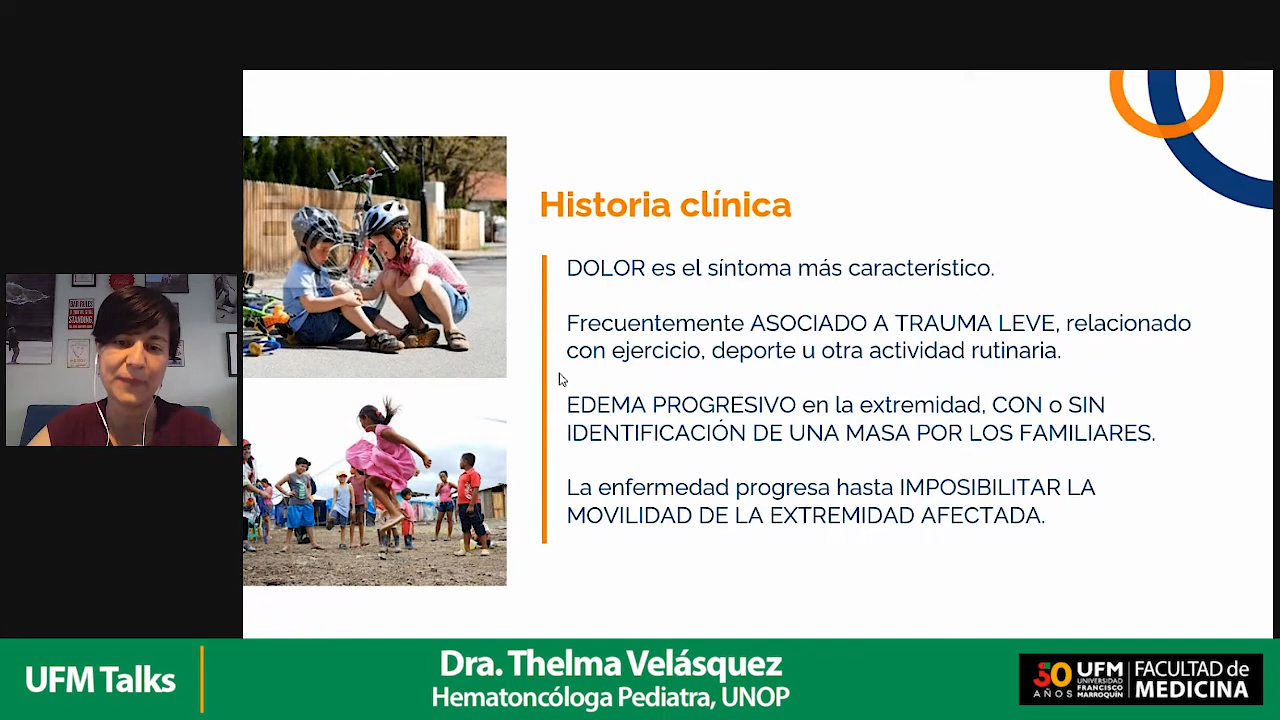 Historia clínica
DOLOR es el síntoma más característico.
Frecuentemente ASOCIADO A TRAUMA LEVE, relacionado
con ejercicio, deporte u otra actividad rutinaria.
EDEMA PROGRESIVO en la extremidad, CON o SIN
IDENTIFICACIÓN DE UNA MASA POR LOS FAMILIARES.
La enfermedad progresa hasta IMPOSIBILITAR LA
MOVILIDAD DE LA EXTREMIDAD AFECTADA.
STANDING.
UFM Talks
Dra. Thelma Velásquez
Hematoncóloga Pediatra, UNOP
50
AÑOS
UFM
UNIVERSIDAD
FRANCISCO
MARROQUÍN
FACULTAD de
MEDICINA